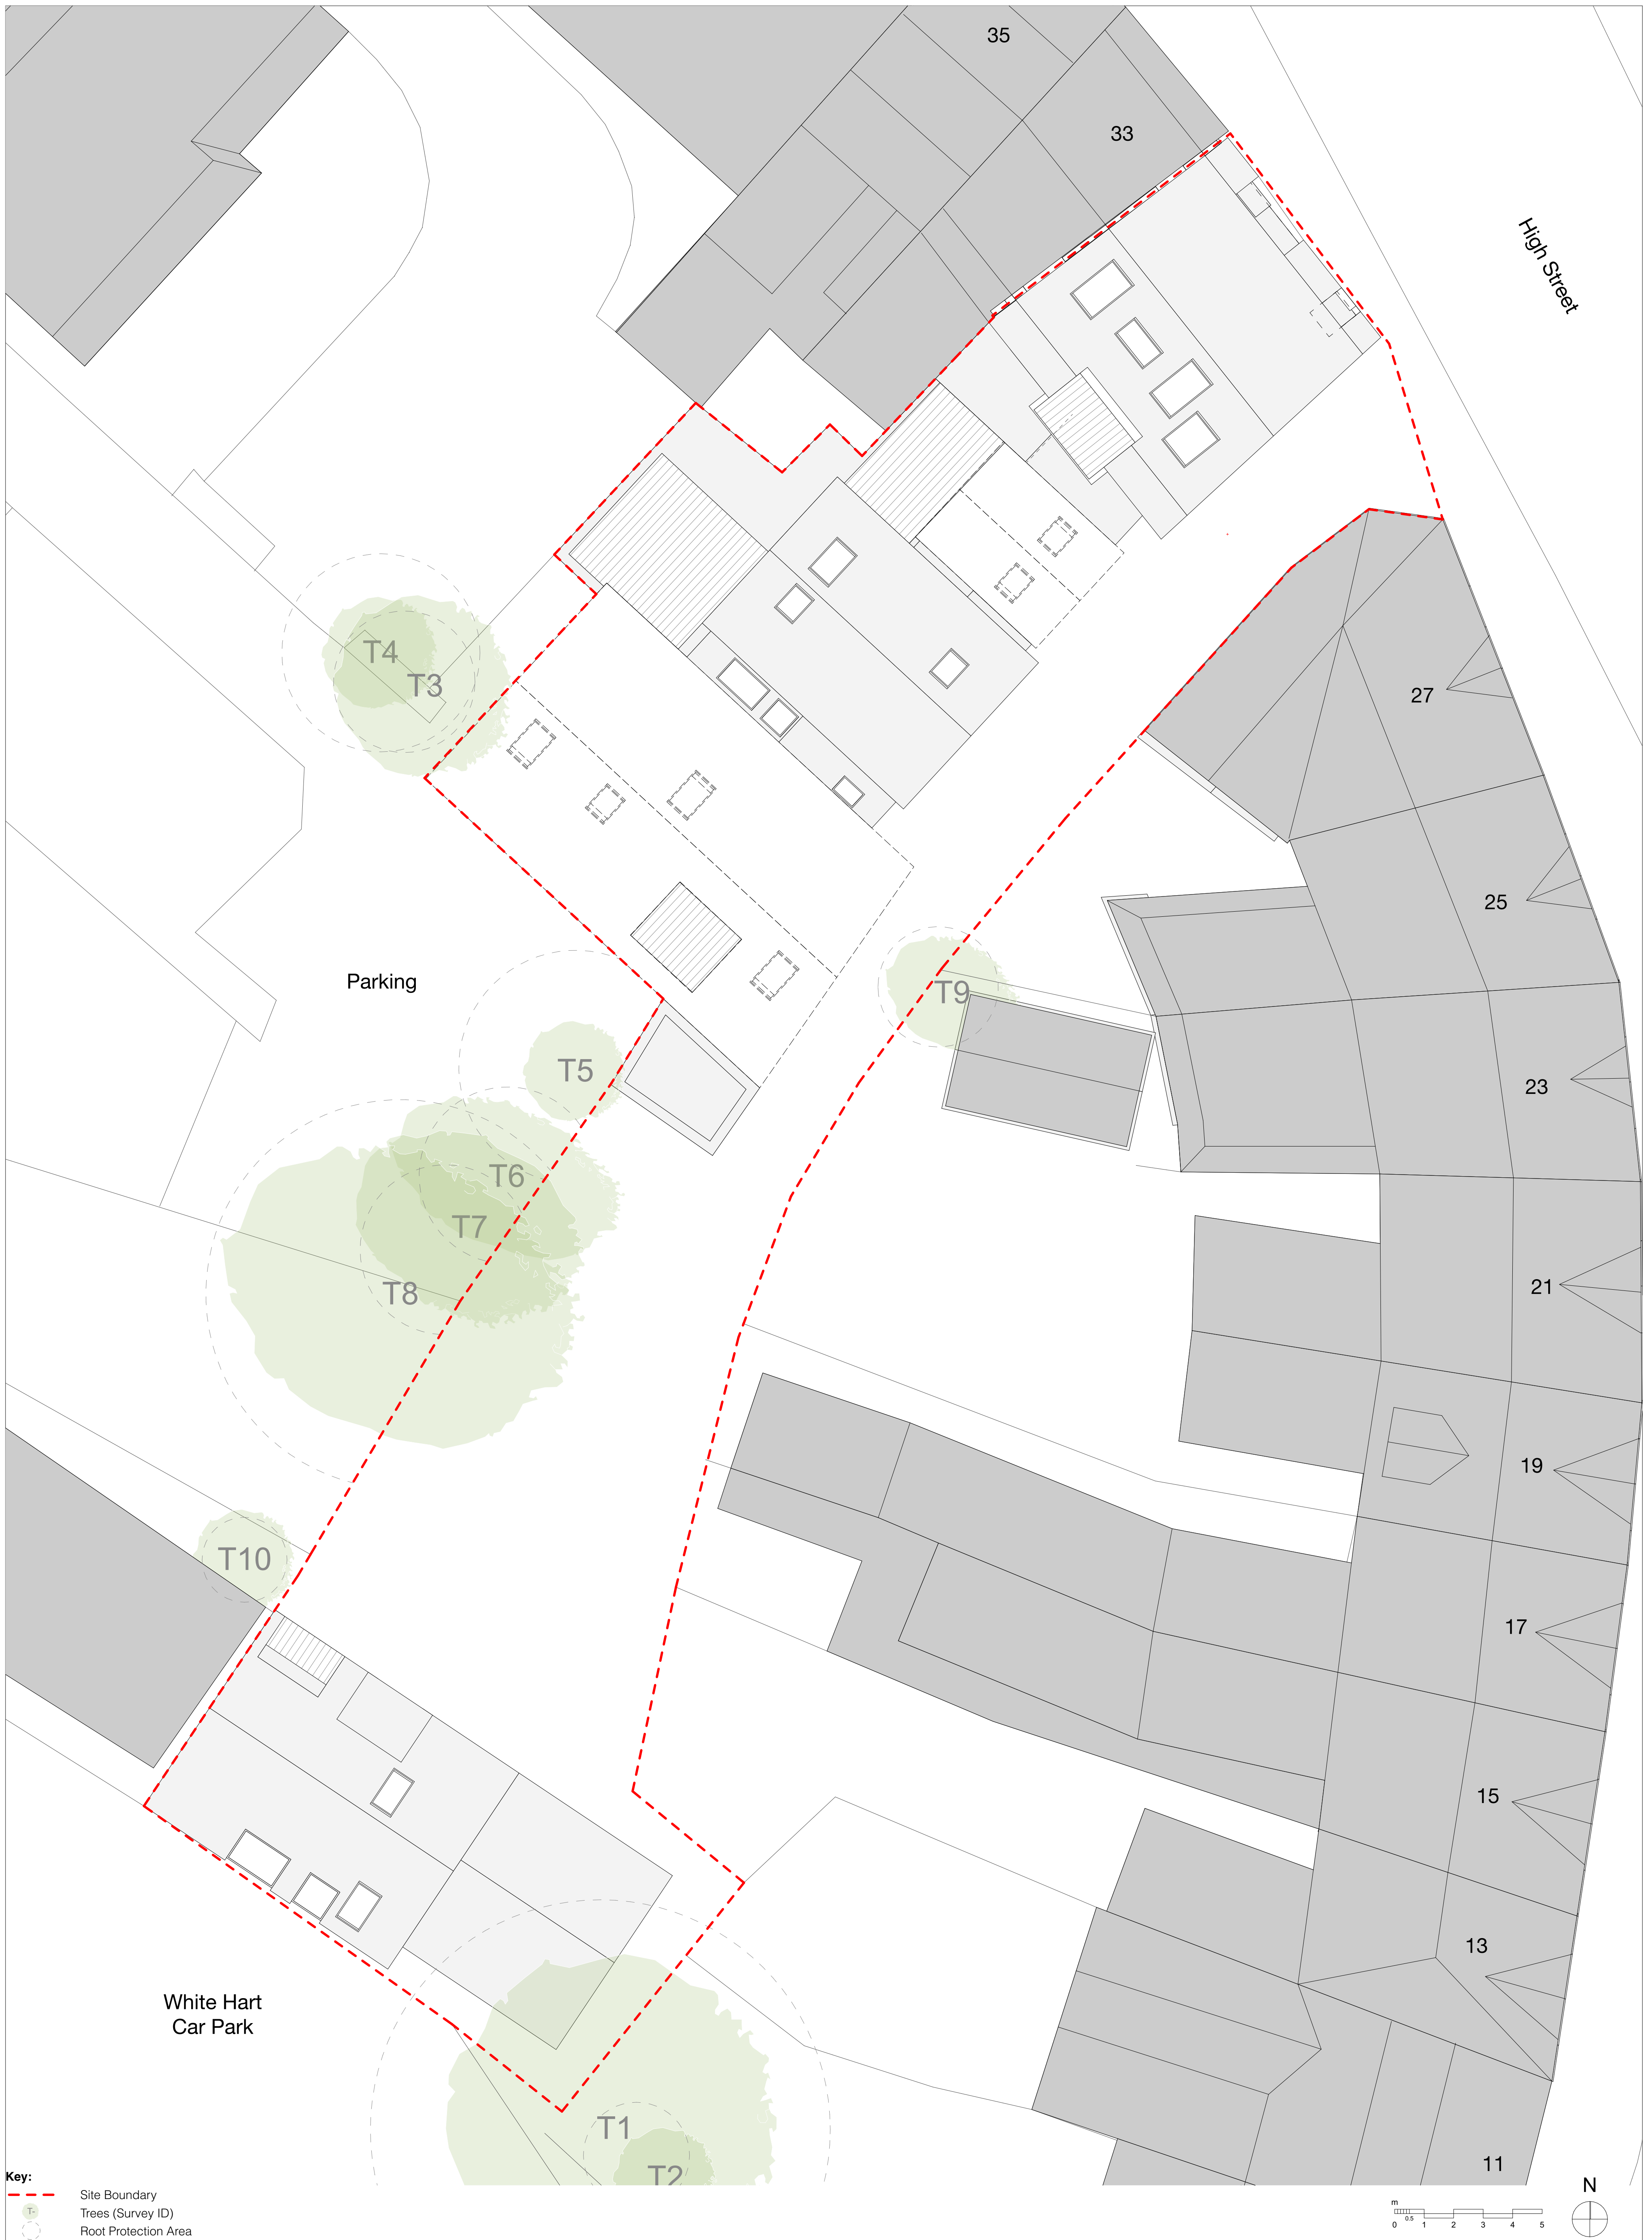 35
33
High Street
T4
T3
27
25
Parking
T9
T5
23
T6
T7
T8
21
19
T10
17
15
13
White Hart
Car Park
T1
T2
11
Key:
Site Boundary
T-
Trees (Survey ID)
Root Protection Area
m
0 0.5 1 2 3 4 5
N